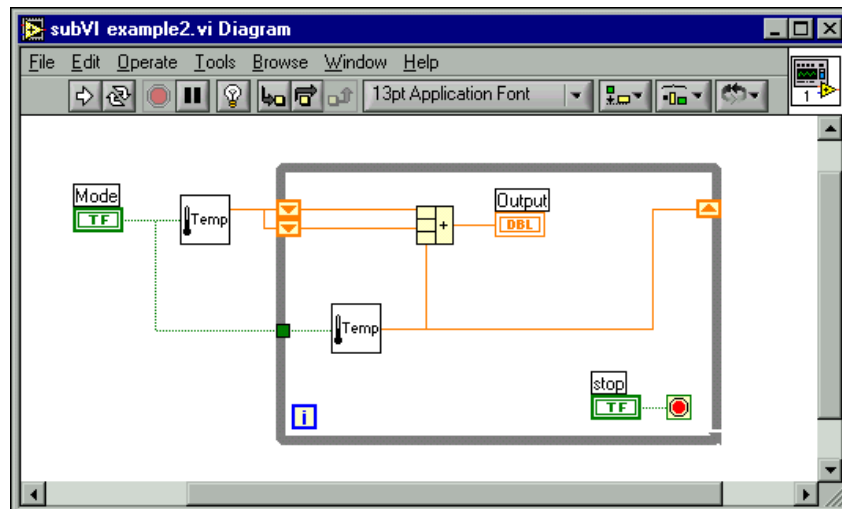 subVI example2.vi Diagram
File Edit Operate Tools Browse Window Help
13pt Application Font
1
Mode
TF
Temp
Output
DBL
+
Temp
stop
TF
i